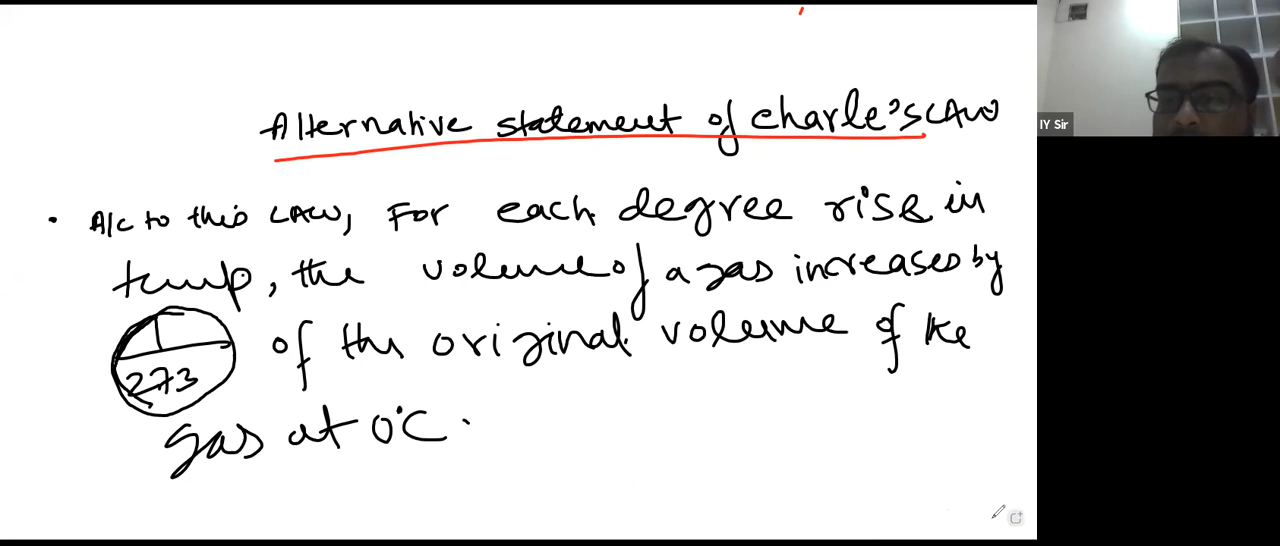 Alternative statement of Charle's LAW
• A/c to this LAW, For each degree rise in
temp, the volume of a gas increases by
1/273 of the original volume of the
gas at 0°C.
IY Sir